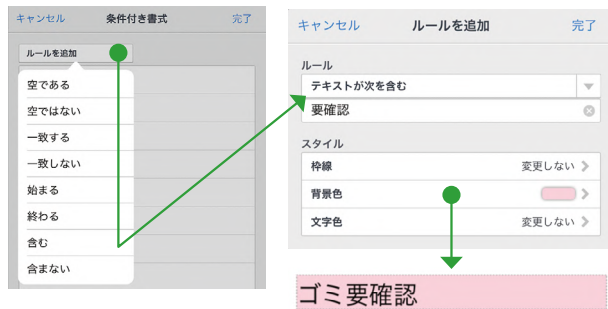 キャンセル 条件付き書式 完了
ルールを追加
空である
空ではない
一致する
一致しない
始まる
終わる
含む
含まない
キャンセル ルールを追加 完了
ルール
テキストが次を含む
要確認
スタイル
枠線 変更しない
背景色
文字色 変更しない
ゴミ要確認